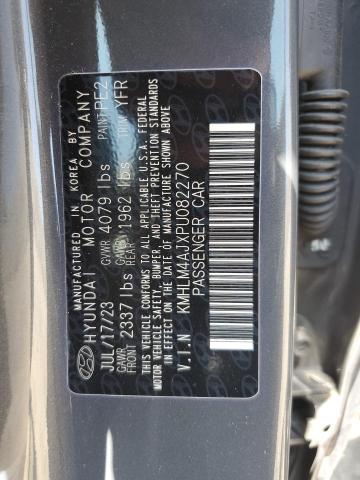 MANUFACTURED IN KOREA BY
HYUNDAI MOTOR COMPANY
JUL/17/23 GVWR 4079 lbs PAINT PE2
GAWR FRONT 2337 lbs GAWR REAR 1962 lbs TRIM YFR
THIS VEHICLE CONFORMS TO ALL APPLICABLE U.S.A. FEDERAL
MOTOR VEHICLE SAFETY, BUMPER, AND THEFT PREVENTION STANDARDS
IN EFFECT ON THE DATE OF MANUFACTURE SHOWN ABOVE.
V.I.N KMHLM4AJXPU082270
PASSENGER CAR